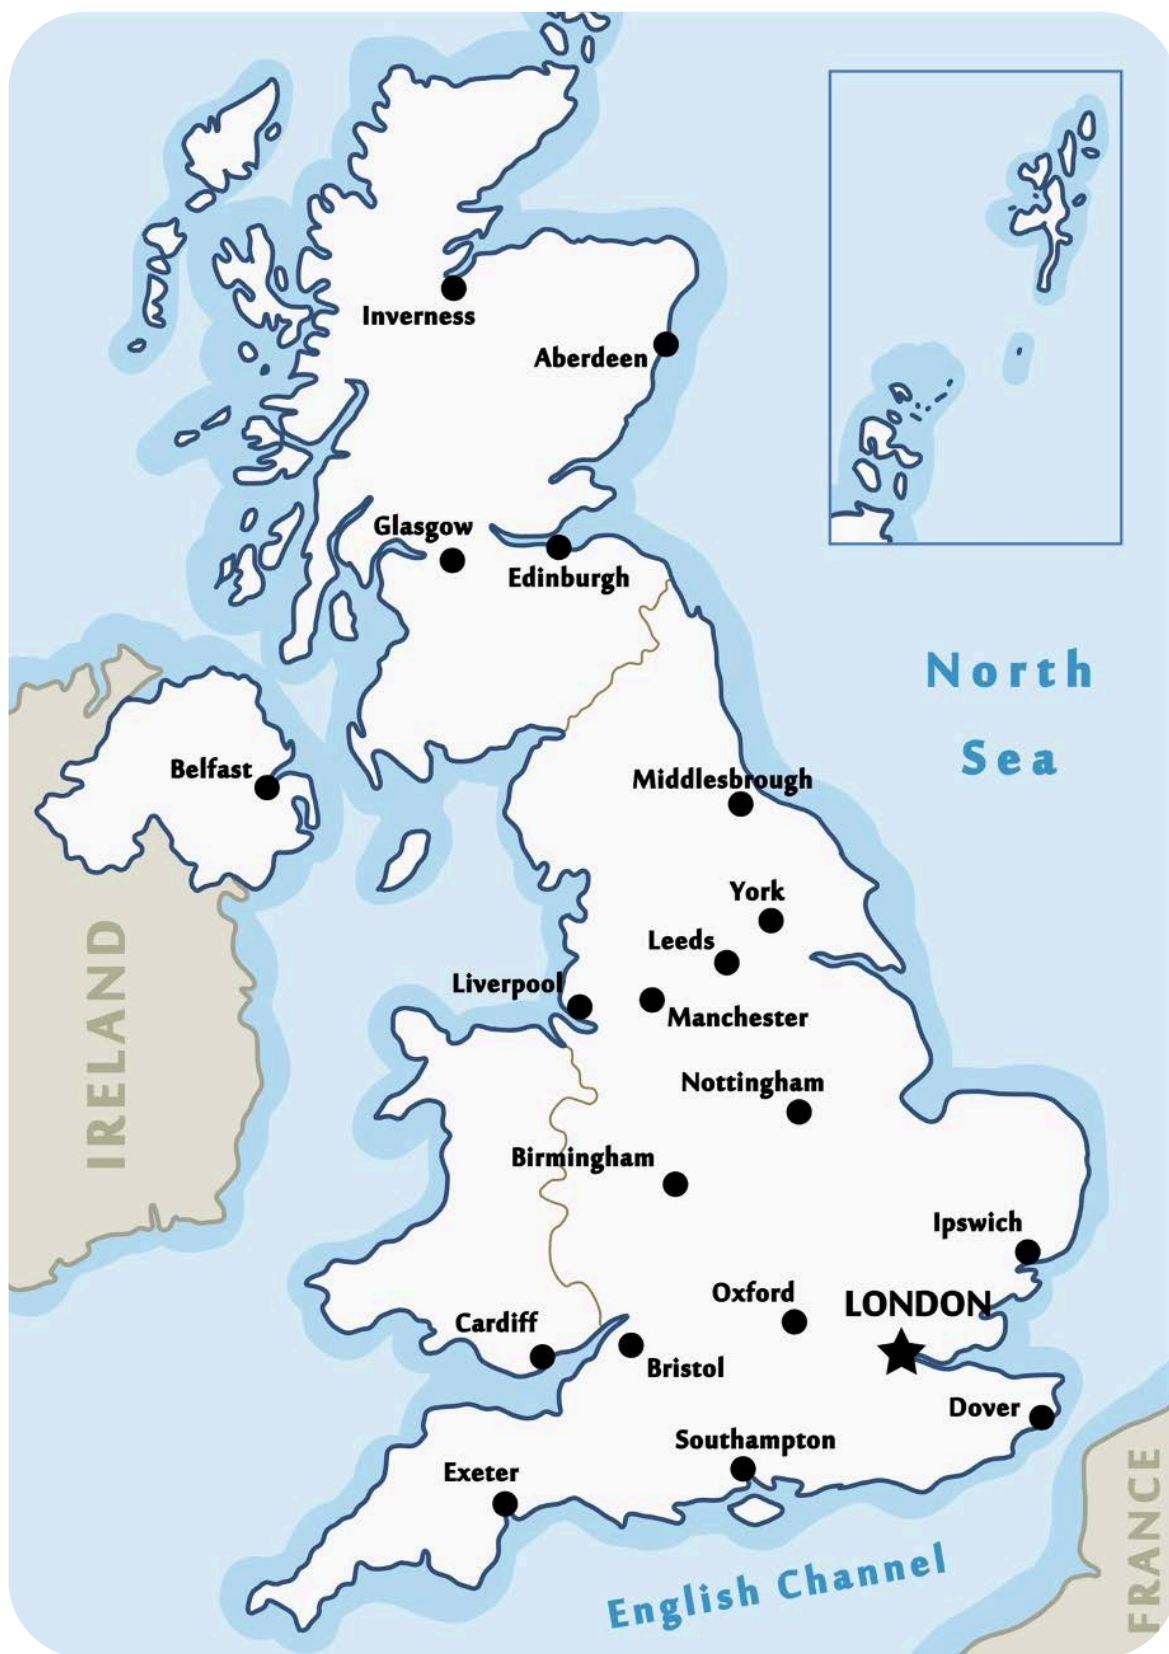 Inverness
Aberdeen
Glasgow
Edinburgh
North
Sea
Belfast
Middlesbrough
York
Leeds
Liverpool
Manchester
IRELAND
Nottingham
Birmingham
Ipswich
Oxford
LONDON
Cardiff
Bristol
Dover
Southampton
Exeter
FRANCE
English Channel